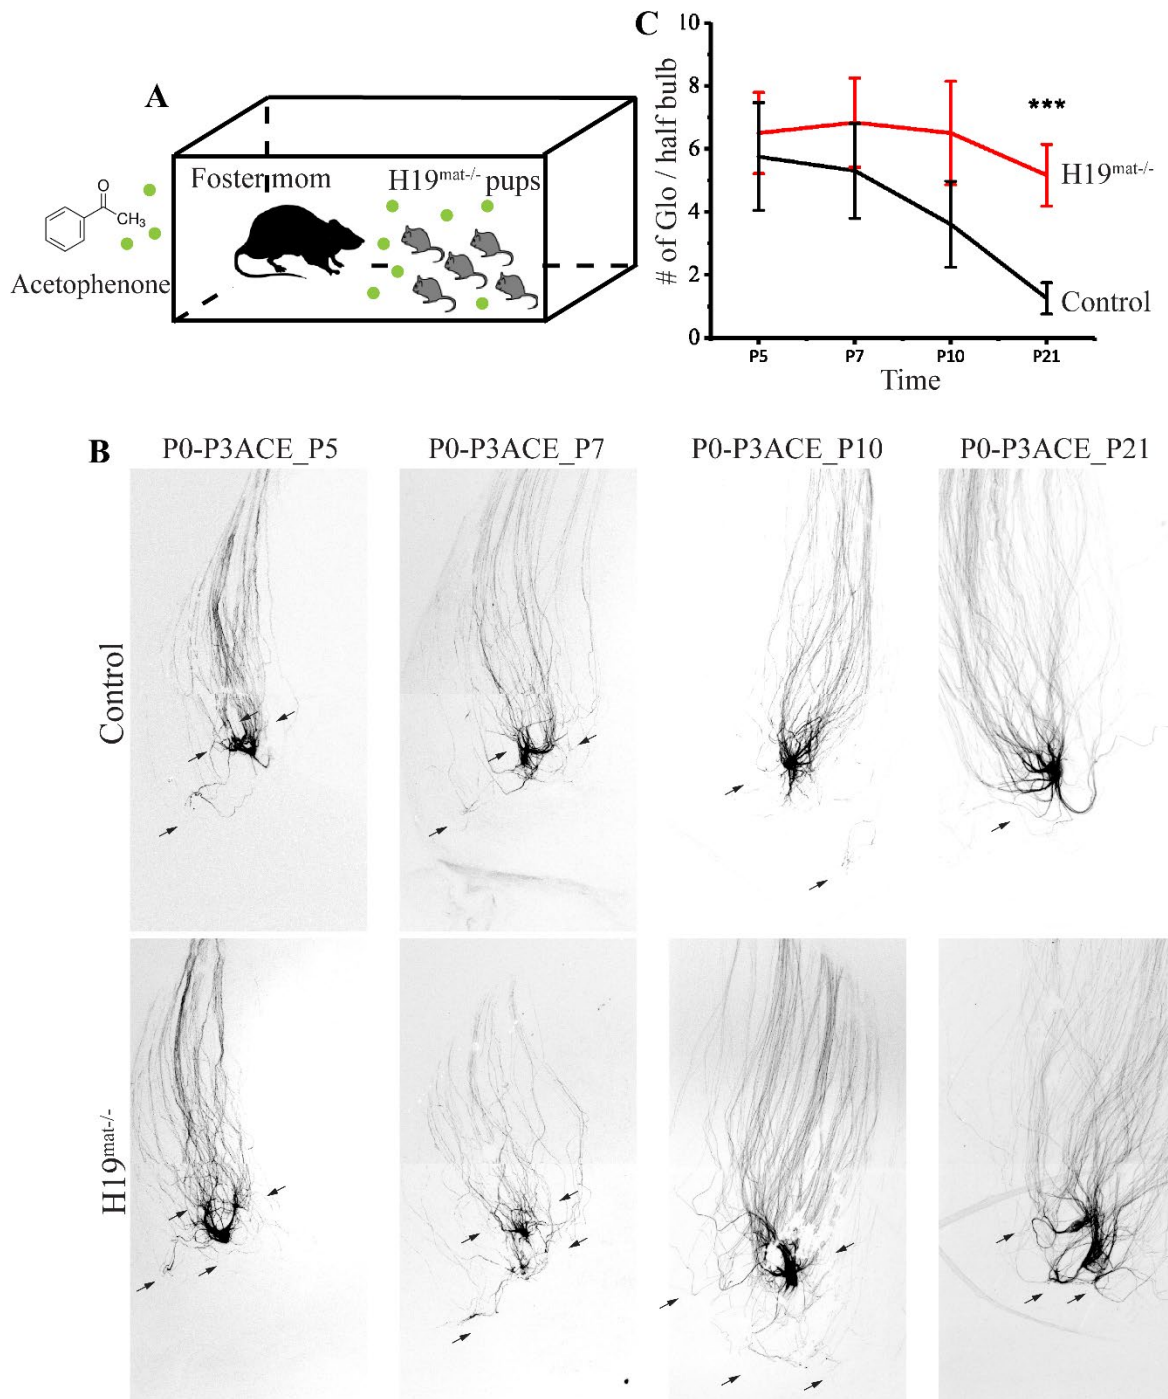 A
Foster mom
H19mat-/- pups
O
CH3
Acetophenone
C
# of Glo / half bulb
10
8
6
4
2
0
***
H19mat-/-
Control
P5
P7
P10
P21
Time
B
P0-P3ACE_P5
P0-P3ACE_P7
P0-P3ACE_P10
P0-P3ACE_P21
Control
H19mat-/-